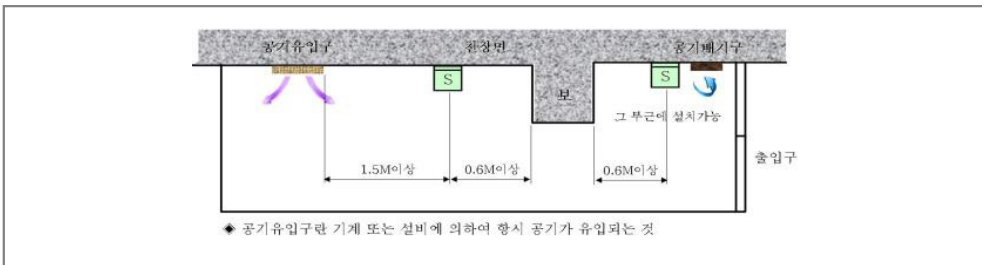 공기유입구 천장면 공기배기구
S S
보
그 부근에 설치가능
출입구
1.5M이상 0.6M이상 0.6M이상
◈ 공기유입구란 기계 또는 설비에 의하여 항시 공기가 유입되는 것